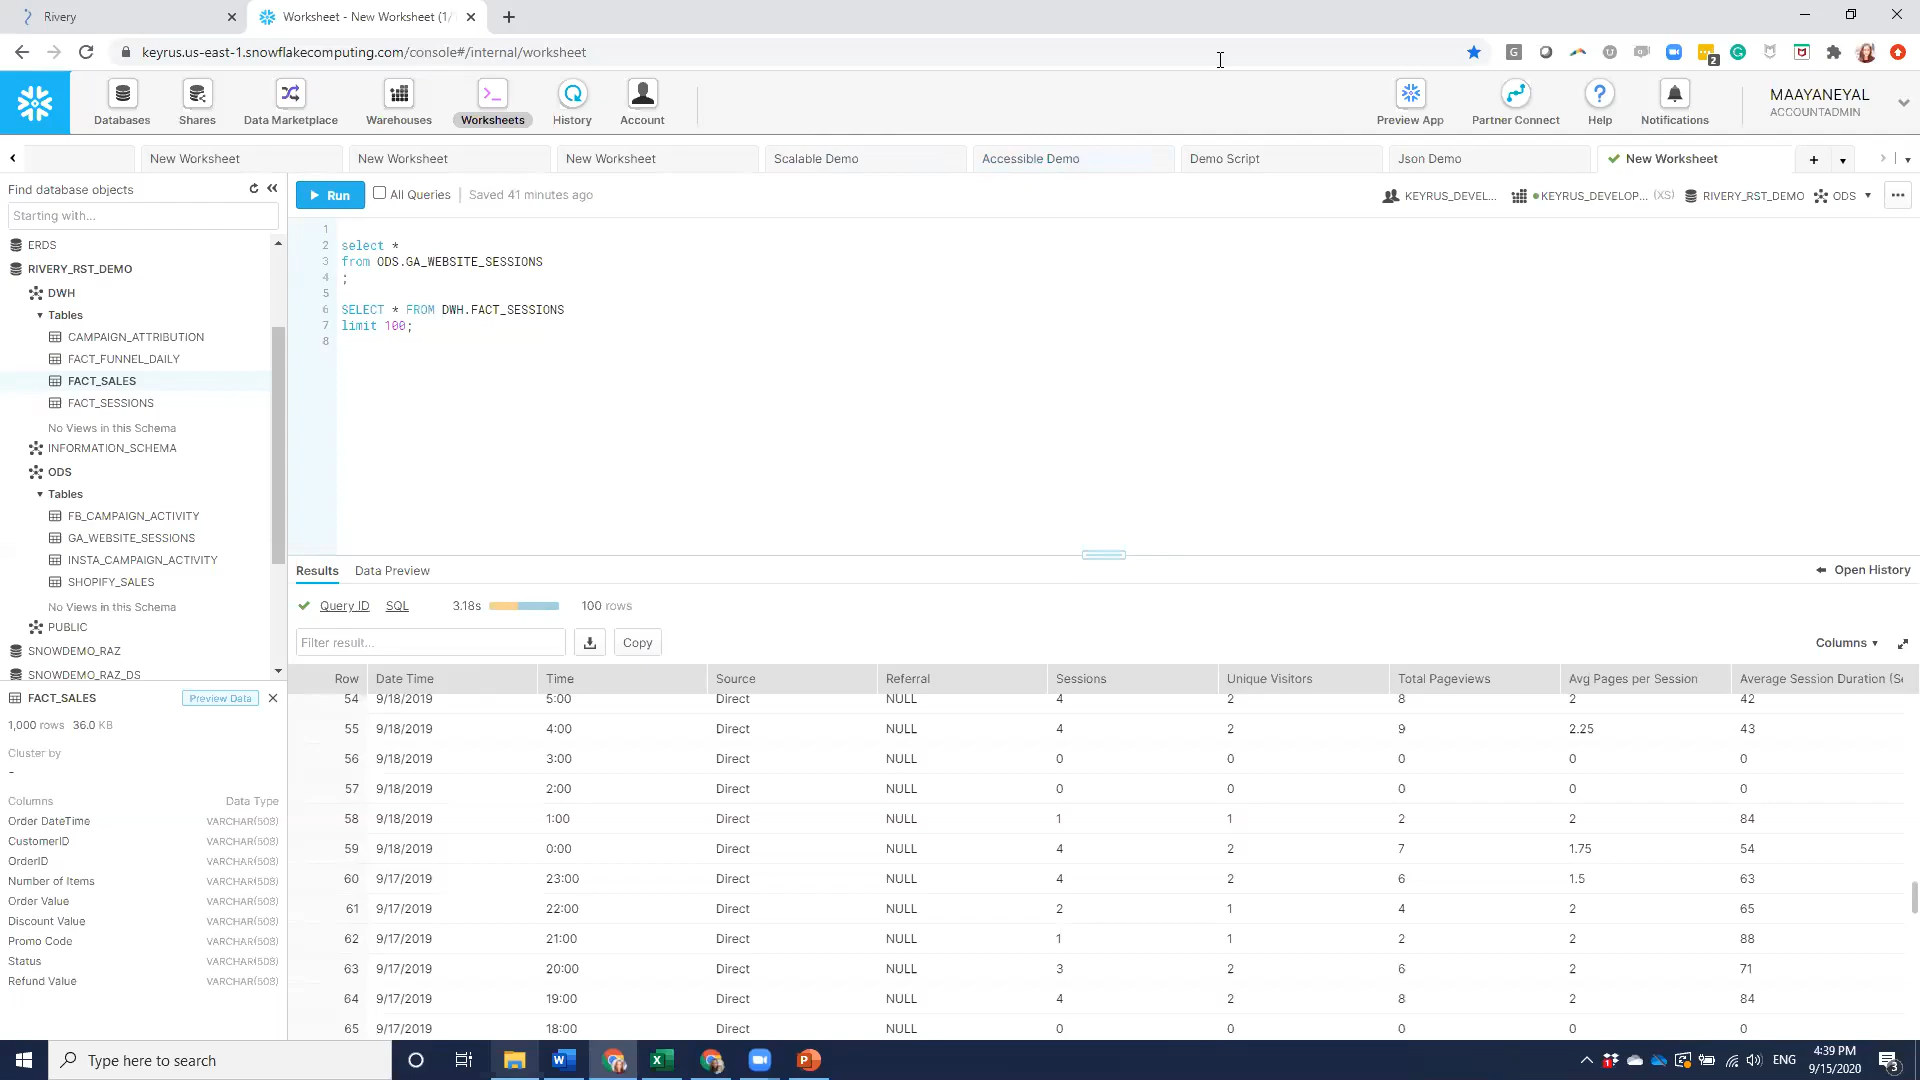 Rivery
Worksheet - New Worksheet (1/
keyrus.us-east-1.snowflakecomputing.com/console#/internal/worksheet
2
Databases
Shares
Data Marketplace
Warehouses
Worksheets
History
Account
Preview App
Partner Connect
Help
Notifications
MAAYANEYAL
ACCOUNTADMIN
New Worksheet
New Worksheet
New Worksheet
Scalable Demo
Accessible Demo
Demo Script
Json Demo
New Worksheet
Find database objects
Starting with...
Run
All Queries
Saved 41 minutes ago
KEYRUS_DEVEL...
KEYRUS_DEVELOP... (XS)
RIVERY_RST_DEMO
ODS
ERDS
RIVERY_RST_DEMO
DWH
Tables
CAMPAIGN_ATTRIBUTION
FACT_FUNNEL_DAILY
FACT_SALES
FACT_SESSIONS
No Views in this Schema
INFORMATION_SCHEMA
ODS
Tables
FB_CAMPAIGN_ACTIVITY
GA_WEBSITE_SESSIONS
INSTA_CAMPAIGN_ACTIVITY
SHOPIFY_SALES
No Views in this Schema
PUBLIC
SNOWDEMO_RAZ
SNOWDEMO_RAZ_DS
1
2 select *
3 from ODS.GA_WEBSITE_SESSIONS
4 ;
5
6 SELECT * FROM DWH.FACT_SESSIONS
7 limit 100;
8
FACT_SALES
Preview Data
1,000 rows 36.0 KB
Cluster by
-
Columns Data Type
Order DateTime VARCHAR(508)
CustomerID VARCHAR(508)
OrderID VARCHAR(508)
Number of Items VARCHAR(508)
Order Value VARCHAR(508)
Discount Value VARCHAR(508)
Promo Code VARCHAR(508)
Status VARCHAR(508)
Refund Value VARCHAR(508)
Results
Data Preview
Open History
Query ID
SQL
3.18s
100 rows
Filter result...
Copy
Columns
Row Date Time Time Source Referral Sessions Unique Visitors Total Pageviews Avg Pages per Session Average Session Duration (Se
54 9/18/2019 5:00 Direct NULL 4 2 8 2 42
55 9/18/2019 4:00 Direct NULL 4 2 9 2.25 43
56 9/18/2019 3:00 Direct NULL 0 0 0 0 0
57 9/18/2019 2:00 Direct NULL 0 0 0 0 0
58 9/18/2019 1:00 Direct NULL 1 1 2 2 84
59 9/18/2019 0:00 Direct NULL 4 2 7 1.75 54
60 9/17/2019 23:00 Direct NULL 4 2 6 1.5 63
61 9/17/2019 22:00 Direct NULL 2 1 4 2 65
62 9/17/2019 21:00 Direct NULL 1 1 2 2 88
63 9/17/2019 20:00 Direct NULL 3 2 6 2 71
64 9/17/2019 19:00 Direct NULL 4 2 8 2 84
65 9/17/2019 18:00 Direct NULL 0 0 0 0 0
Type here to search
ENG
4:39 PM
9/15/2020
3